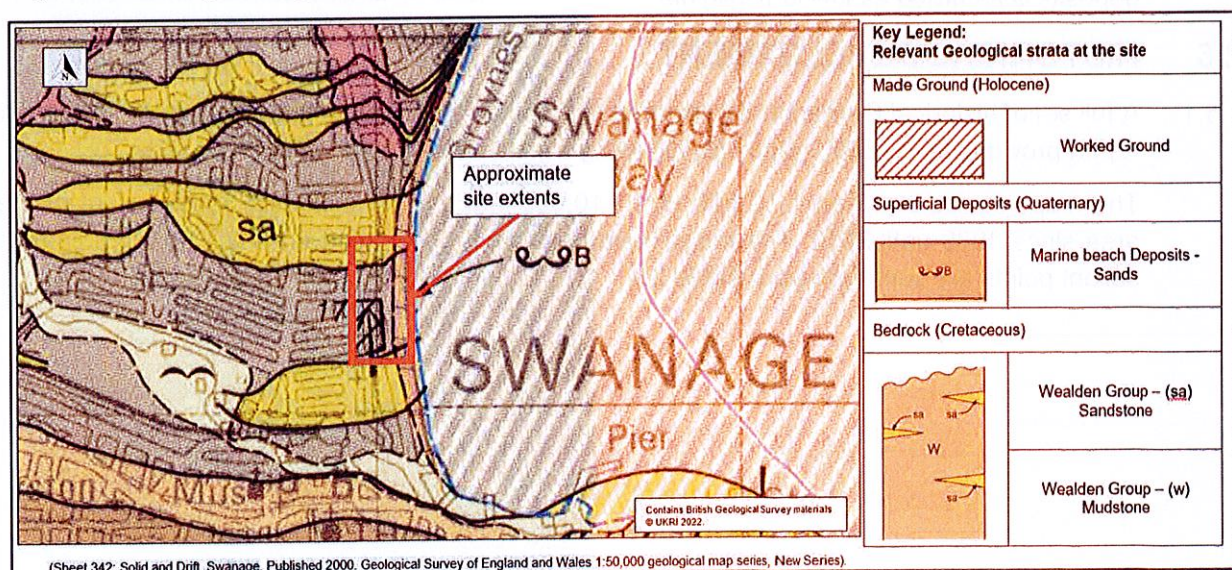 N
Groynes
Swanage
Bay
Approximate
site extents
sa
B
17
SWANAGE
Pier
Mus
Contains British Geological Survey materials
© UKRI 2022.
Key Legend:
Relevant Geological strata at the site
Made Ground (Holocene)
Worked Ground
Superficial Deposits (Quaternary)
B
Marine beach Deposits -
Sands
Bedrock (Cretaceous)
sa
sa
W
sa
Wealden Group – (sa)
Sandstone
Wealden Group – (w)
Mudstone
(Sheet 342: Solid and Drift, Swanage, Published 2000, Geological Survey of England and Wales 1:50,000 geological map series, New Series).